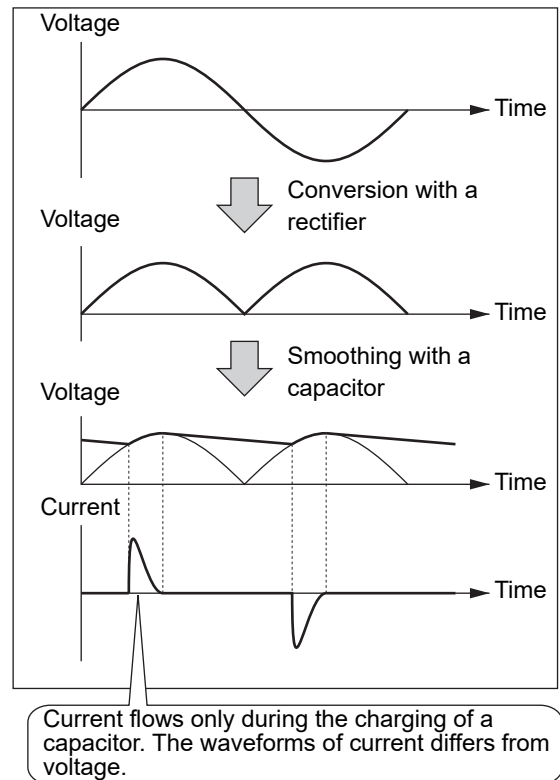 Voltage
Time
Conversion with a
rectifier
Voltage
Time
Smoothing with a
capacitor
Voltage
Time
Current
Time
Current flows only during the charging of a
capacitor. The waveforms of current differs from
voltage.